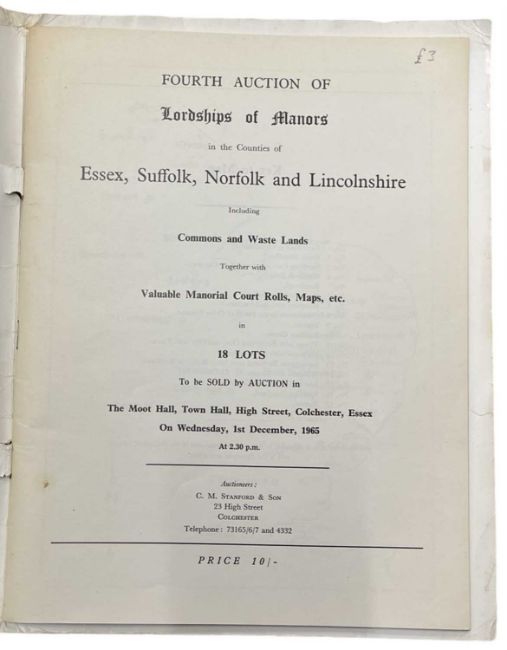 £3
FOURTH AUCTION OF
Lordships of Manors
in the Counties of
Essex, Suffolk, Norfolk and Lincolnshire
Including
Commons and Waste Lands
Together with
Valuable Manorial Court Rolls, Maps, etc.
in
18 LOTS
To be SOLD by AUCTION in
The Moot Hall, Town Hall, High Street, Colchester, Essex
On Wednesday, 1st December, 1965
At 2.30 p.m.
Auctioneers:
C. M. STANFORD & SON
23 High Street
COLCHESTER
Telephone: 73165/6/7 and 4332
PRICE 10/-